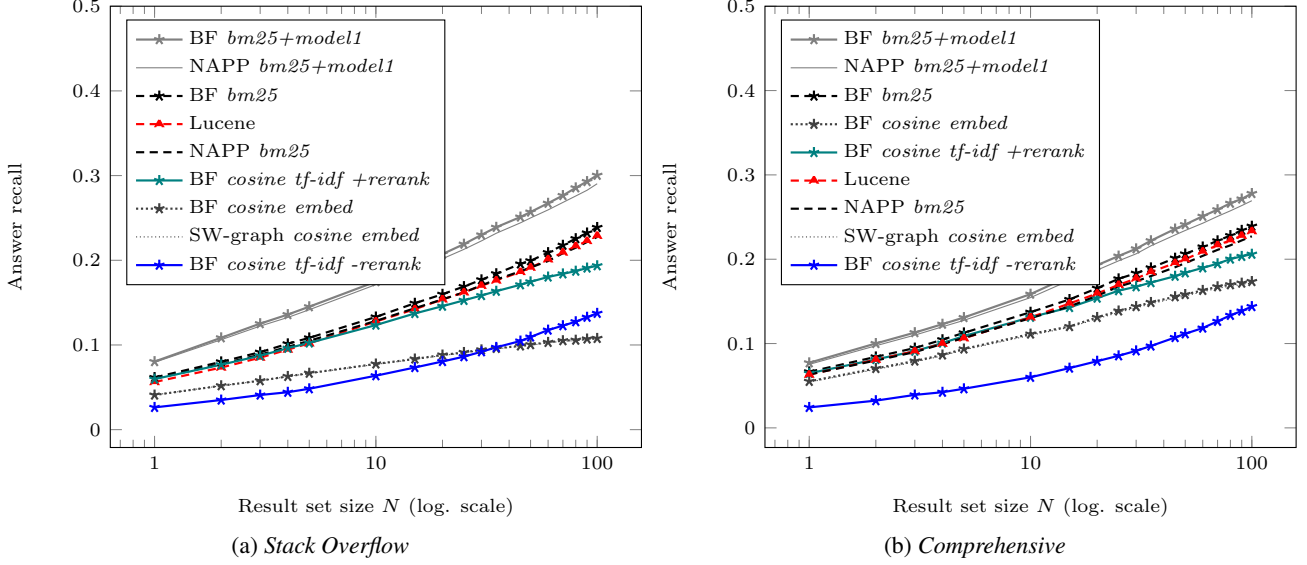 0.5
0.4
0.3
0.2
0.1
0
Answer recall
BF bm25+model1
NAPP bm25+model1
BF bm25
Lucene
NAPP bm25
BF cosine tf-idf +rerank
BF cosine embed
SW-graph cosine embed
BF cosine tf-idf -rerank
1
10
100
Result set size N (log. scale)
(a) Stack Overflow
0.5
0.4
0.3
0.2
0.1
0
Answer recall
BF bm25+model1
NAPP bm25+model1
BF bm25
BF cosine embed
BF cosine tf-idf +rerank
Lucene
NAPP bm25
SW-graph cosine embed
BF cosine tf-idf -rerank
1
10
100
Result set size N (log. scale)
(b) Comprehensive